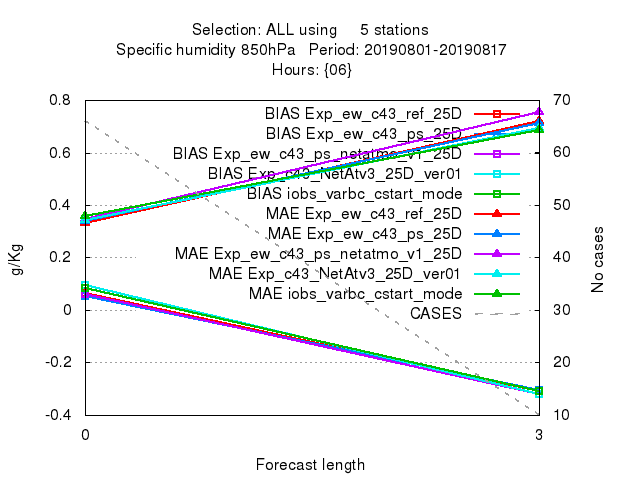 Selection: ALL using     5 stations
Specific humidity 850hPa   Period: 20190801-20190817
Hours: {06}
0.8
0.6
0.4
0.2
0
-0.2
-0.4
g/Kg
BIAS Exp_ew_c43_ref_25D
BIAS Exp_ew_c43_ps_25D
BIAS Exp_ew_c43_ps_netatmo_v1_25D
BIAS Exp_c43_NetAtv3_25D_ver01
BIAS iobs_varbc_cstart_mode
MAE Exp_ew_c43_ref_25D
MAE Exp_ew_c43_ps_25D
MAE Exp_ew_c43_ps_netatmo_v1_25D
MAE Exp_c43_NetAtv3_25D_ver01
MAE iobs_varbc_cstart_mode
CASES
70
60
50
40
30
20
10
No cases
0
3
Forecast length